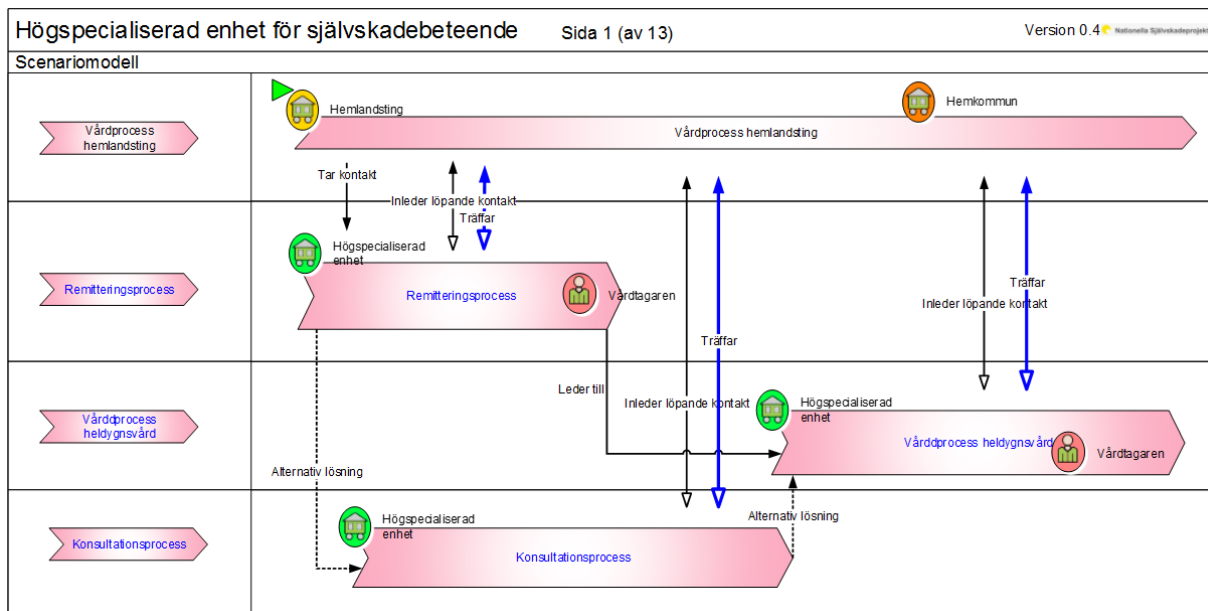 Högspecialiserad enhet för självskadebeteende Sida 1 (av 13) Version 0.4 Nationella Självskadeprojektet
Scenariomodell
Hemlandsting
Hemkommun
Vårdprocess
hemlandsting
Vårdprocess hemlandsting
Tar kontakt
Inleder löpande kontakt
Träffar
Högspecialiserad
enhet
Remitteringsprocess
Remitteringsprocess
Vårdtagaren
Träffar
Inleder löpande kontakt
Träffar
Leder till
Inleder löpande kontakt
Högspecialiserad
enhet
Vårddprocess
heldygnsvård
Vårddprocess heldygnsvård
Vårdtagaren
Alternativ lösning
Alternativ lösning
Högspecialiserad
enhet
Konsultationsprocess
Konsultationsprocess